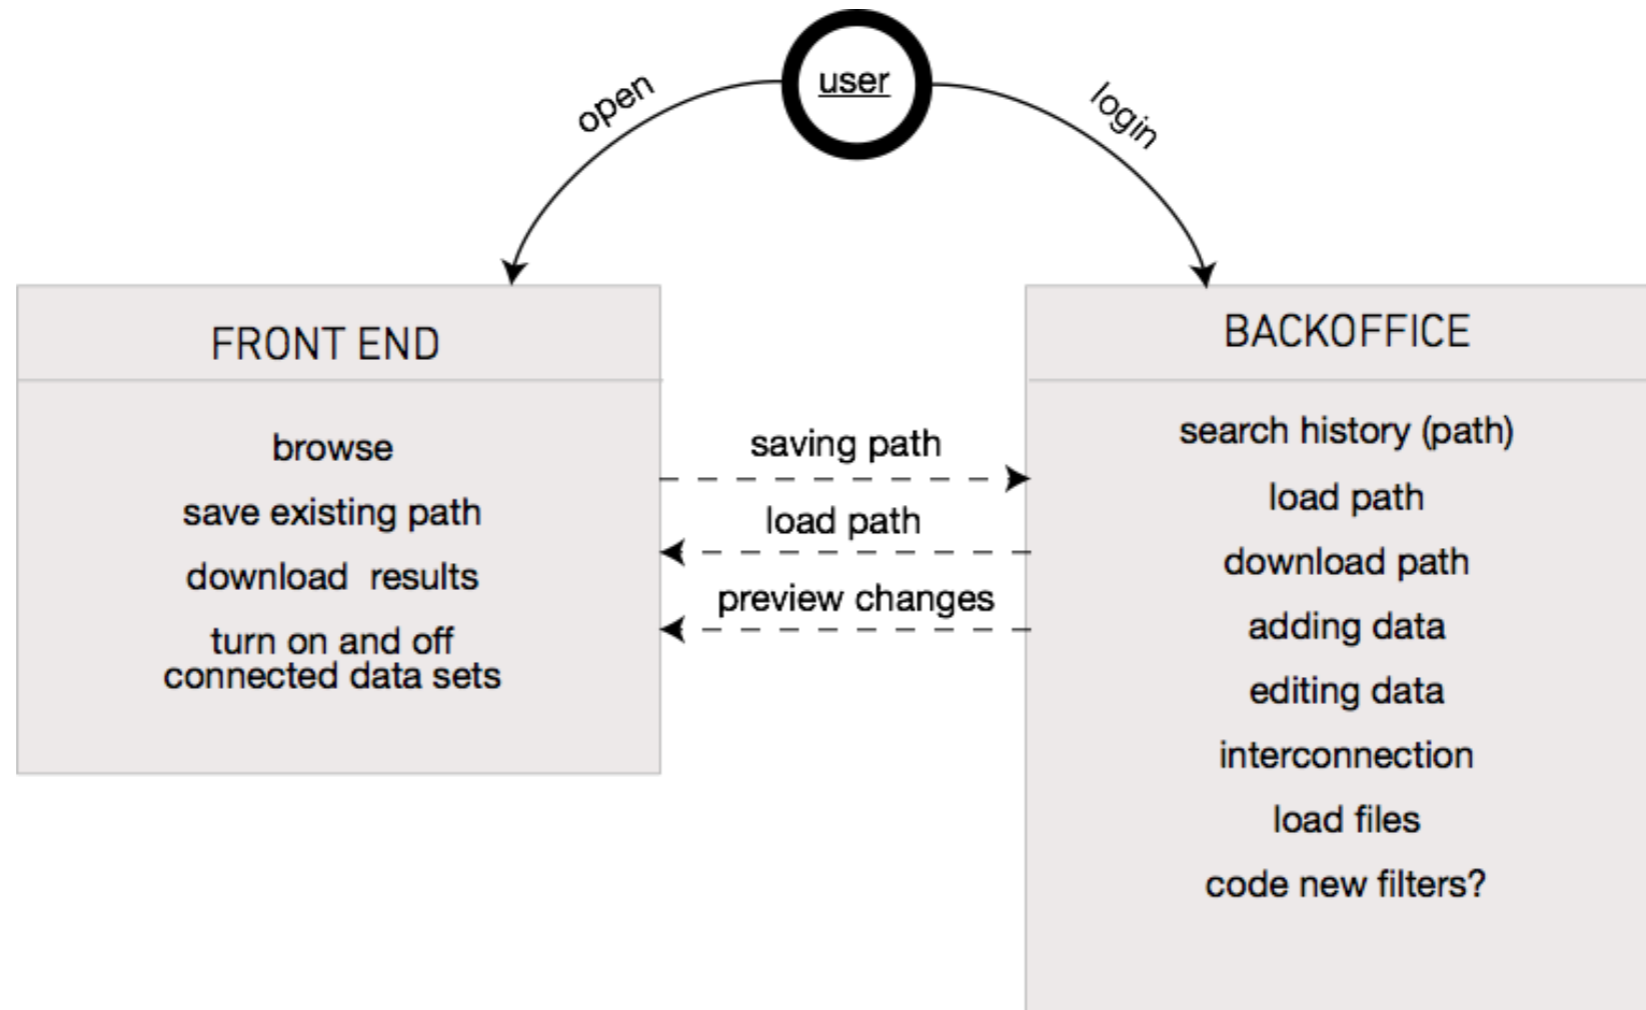 user
open
login
FRONT END
browse
save existing path
download results
turn on and off
connected data sets
saving path
load path
preview changes
BACKOFFICE
search history (path)
load path
download path
adding data
editing data
interconnection
load files
code new filters?